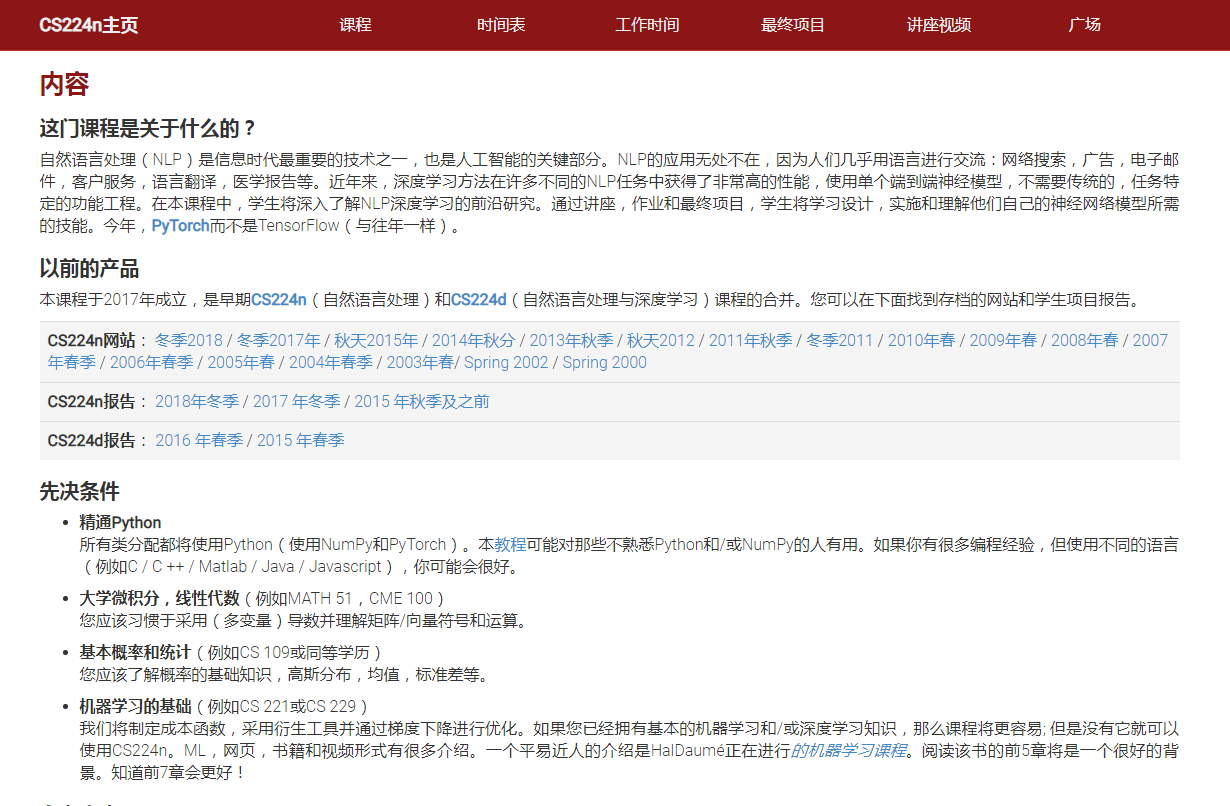 CS224n主页 课程 时间表 工作时间 最终项目 讲座视频 广场
内容
这门课程是关于什么的？
自然语言处理（NLP）是信息时代最重要的技术之一，也是人工智能的关键部分。NLP的应用无处不在，因为人们几乎用语言进行交流：网络搜索，广告，电子邮
件，客户服务，语言翻译，医学报告等。近年来，深度学习方法在许多不同的NLP任务中获得了非常高的性能，使用单个端到端神经模型，不需要传统的，任务特
定的功能工程。在本课程中，学生将深入了解NLP深度学习的前沿研究。通过讲座，作业和最终项目，学生将学习设计，实施和理解他们自己的神经网络模型所需
的技能。今年，PyTorch而不是TensorFlow（与往年一样）。
以前的产品
本课程于2017年成立，是早期CS224n（自然语言处理）和CS224d（自然语言处理与深度学习）课程的合并。您可以在下面找到存档的网站和学生项目报告。
CS224n网站： 冬季2018 / 冬季2017年 / 秋天2015年 / 2014年秋分 / 2013年秋季 / 秋天2012 / 2011年秋季 / 冬季2011 / 2010年春 / 2009年春 / 2008年春 / 2007
年春季 / 2006年春季 / 2005年春 / 2004年春季 / 2003年春/ Spring 2002 / Spring 2000
CS224n报告： 2018年冬季 / 2017 年冬季 / 2015 年秋季及之前
CS224d报告： 2016 年春季 / 2015 年春季
先决条件
• 精通Python
所有类分配都将使用Python（使用NumPy和PyTorch）。本教程可能对那些不熟悉Python和/或NumPy的人有用。如果你有很多编程经验，但使用不同的语言
（例如C / C ++ / Matlab / Java / Javascript），你可能会很好。
• 大学微积分，线性代数（例如MATH 51，CME 100）
您应该习惯于采用（多变量）导数并理解矩阵/向量符号和运算。
• 基本概率和统计（例如CS 109或同等学历）
您应该了解概率的基础知识，高斯分布，均值，标准差等。
• 机器学习的基础（例如CS 221或CS 229）
我们将制定成本函数，采用衍生工具并通过梯度下降进行优化。如果您已经拥有基本的机器学习和/或深度学习知识，那么课程将更容易; 但是没有它就可以
使用CS224n。ML，网页，书籍和视频形式有很多介绍。一个平易近人的介绍是HalDaumé正在进行的机器学习课程。阅读该书的前5章将是一个很好的背
景。知道前7章会更好！